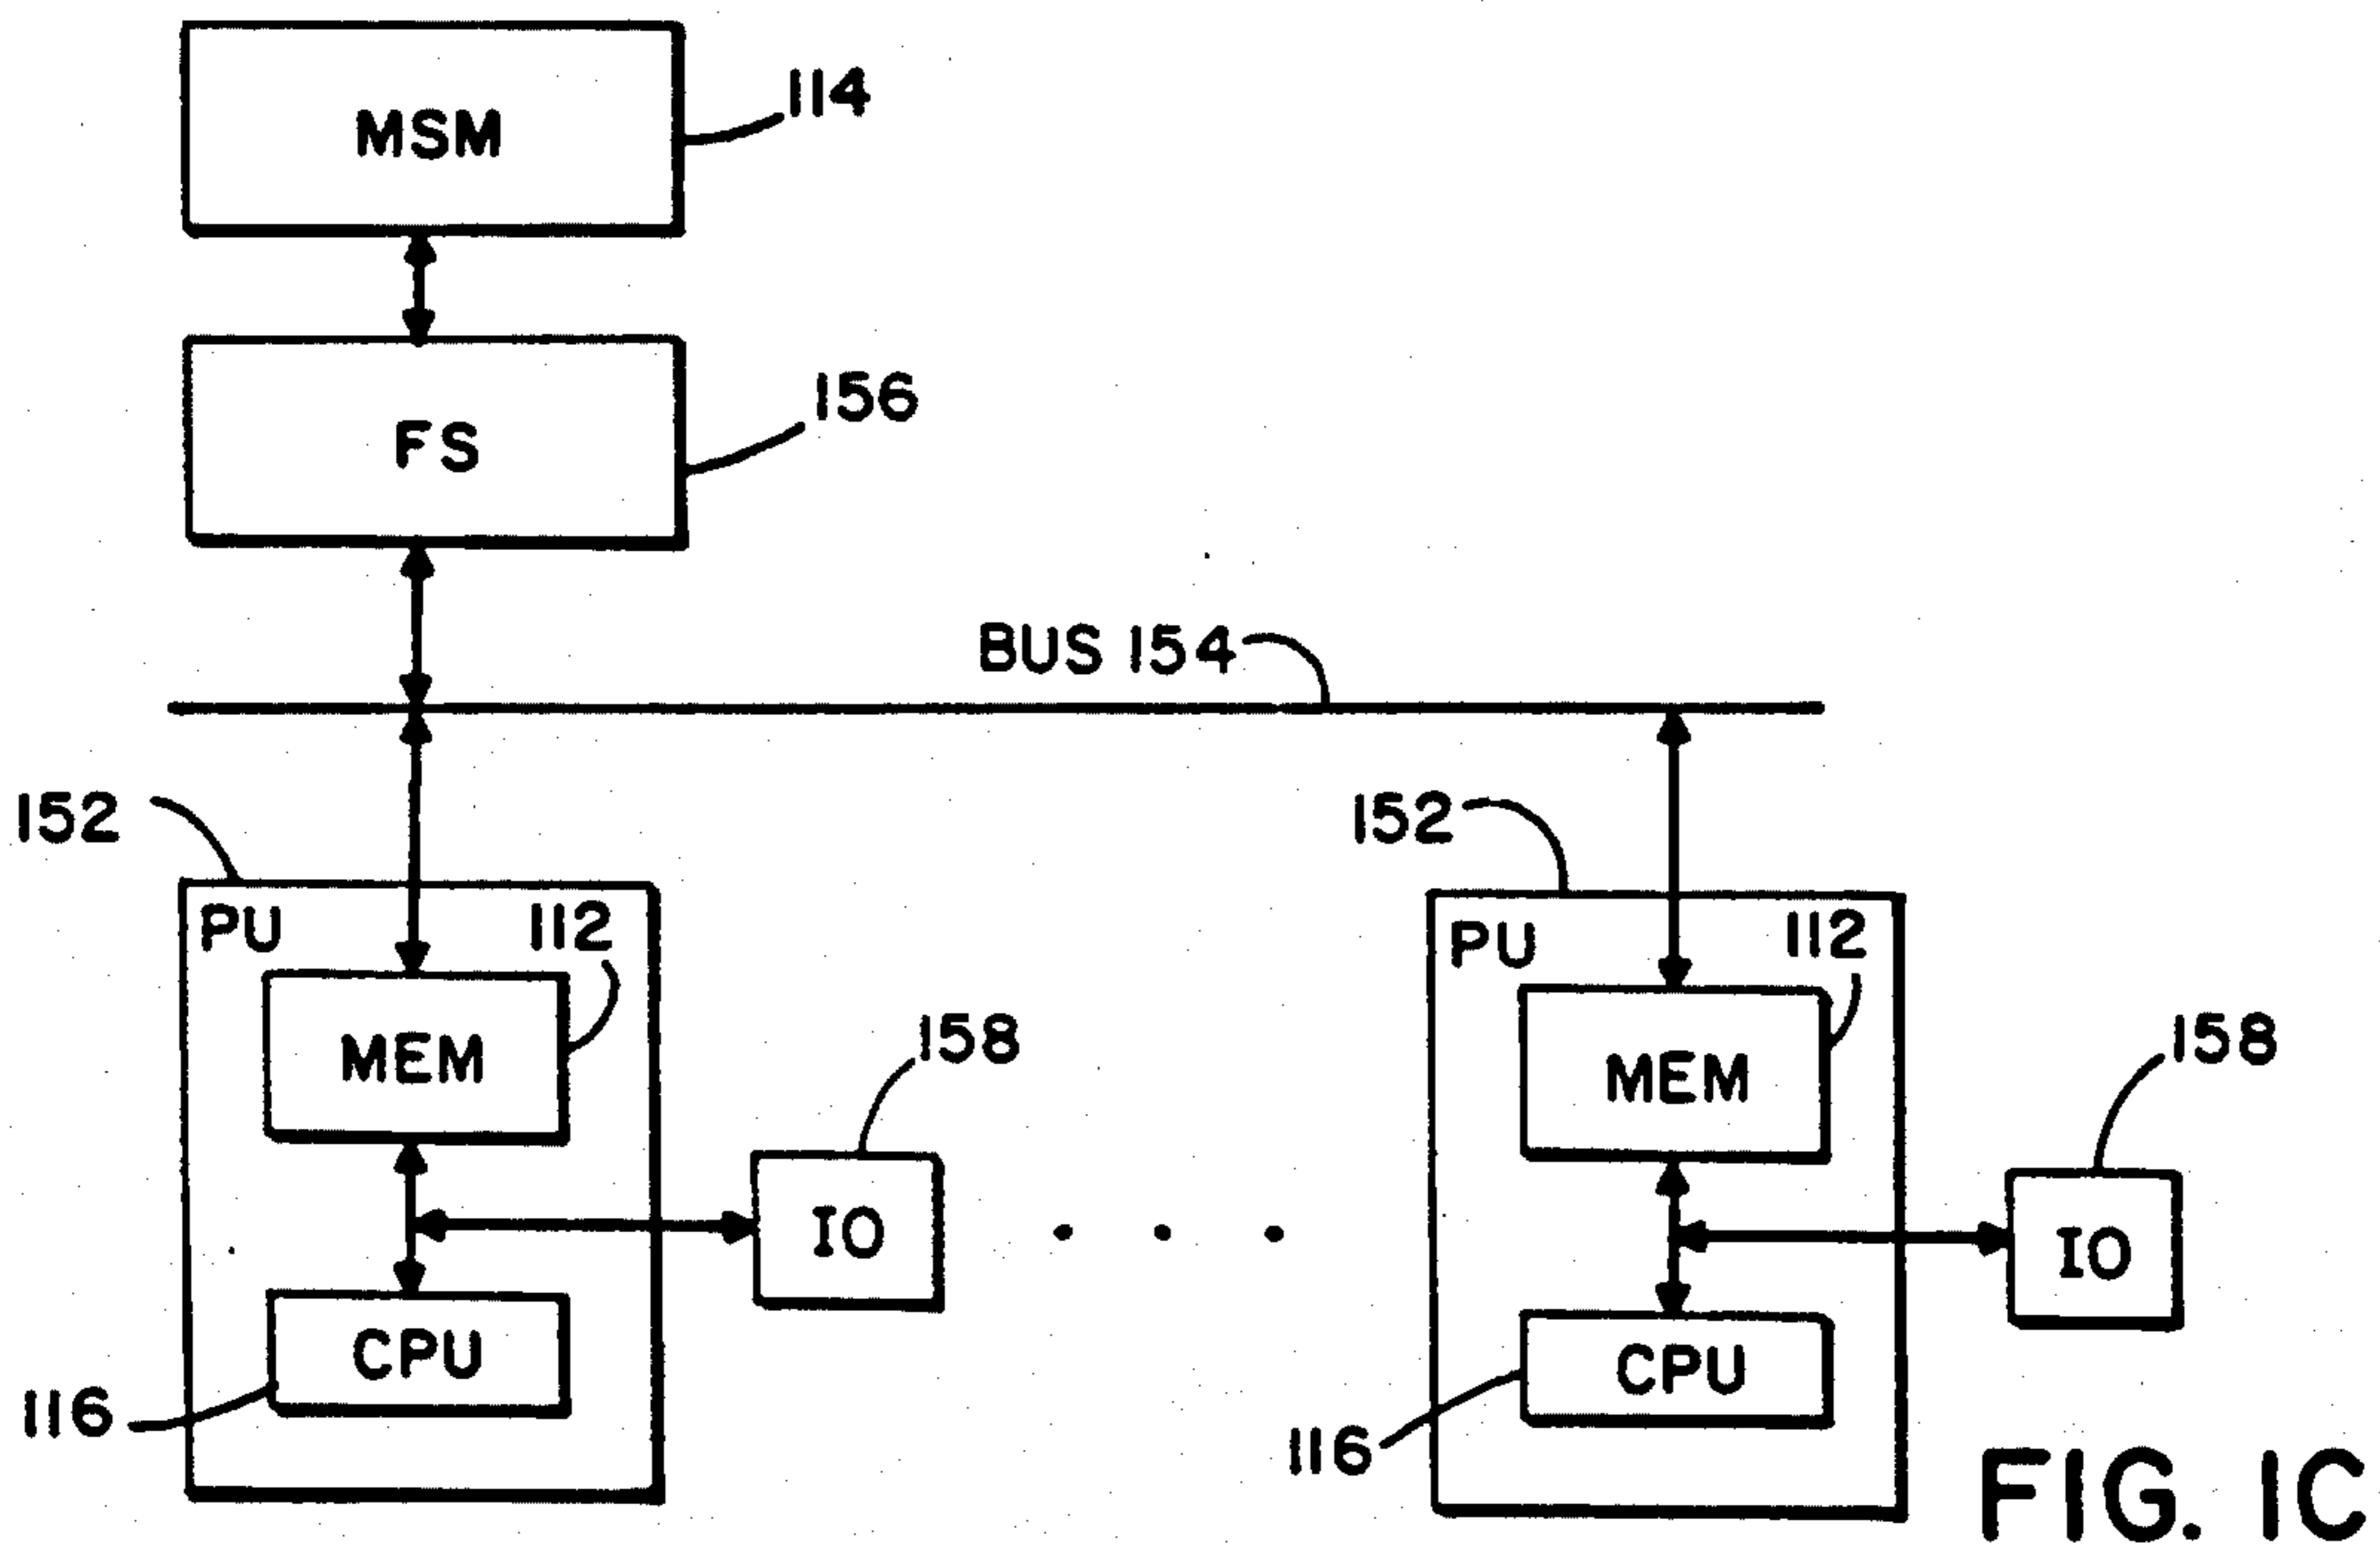 MSM
114
FS
156
BUS 154
152
152
PU
112
PU
112
MEM
158
MEM
158
IO
IO
CPU
CPU
116
116
FIG. 1C